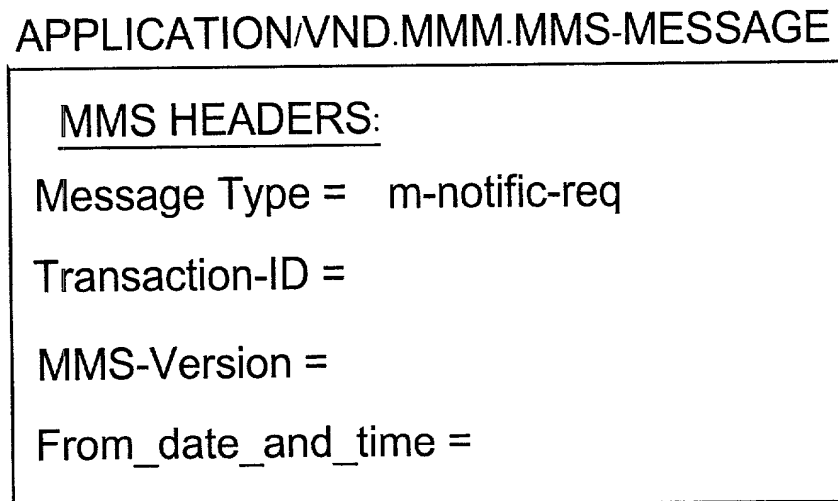 APPLICATION/VND.MMM.MMS-MESSAGE
MMS HEADERS:
Message Type = m-notific-req
Transaction-ID =
MMS-Version =
From_date_and_time =